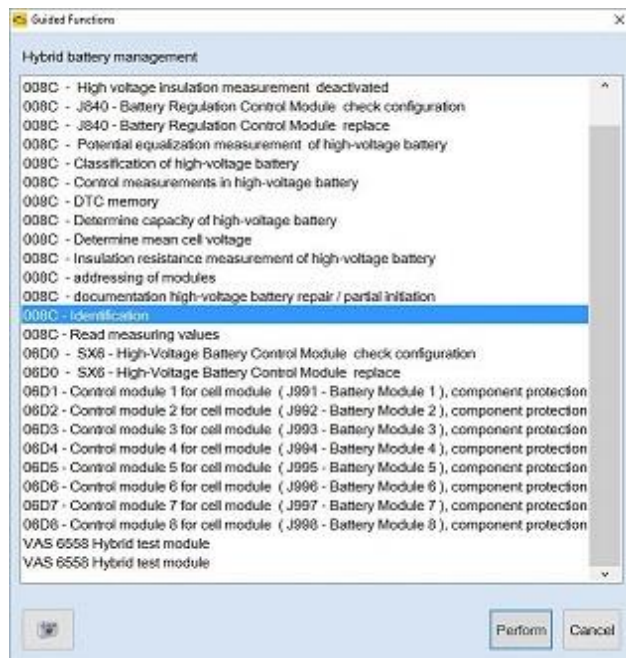 Guided Functions
Hybrid battery management
008C - High voltage insulation measurement deactivated
008C - J840 - Battery Regulation Control Module check configuration
008C - J840 - Battery Regulation Control Module replace
008C - Potential equalization measurement of high-voltage battery
008C - Classification of high-voltage battery
008C - Control measurements in high-voltage battery
008C - DTC memory
008C - Determine capacity of high-voltage battery
008C - Determine mean cell voltage
008C - Insulation resistance measurement of high-voltage battery
008C - addressing of modules
008C - documentation high-voltage battery repair / partial initiation
008C - Identification
008C - Read measuring values
06D0 - SX6 - High-Voltage Battery Control Module check configuration
06D0 - SX6 - High-Voltage Battery Control Module replace
06D1 - Control module 1 for cell module ( J991 - Battery Module 1 ), component protection
06D2 - Control module 2 for cell module ( J992 - Battery Module 2 ), component protection
06D3 - Control module 3 for cell module ( J993 - Battery Module 3 ), component protection
06D4 - Control module 4 for cell module ( J994 - Battery Module 4 ), component protection
06D5 - Control module 5 for cell module ( J995 - Battery Module 5 ), component protection
06D6 - Control module 6 for cell module ( J996 - Battery Module 6 ), component protection
06D7 - Control module 7 for cell module ( J997 - Battery Module 7 ), component protection
06D8 - Control module 8 for cell module ( J998 - Battery Module 8 ), component protection
VAS 6558 Hybrid test module
VAS 6558 Hybrid test module
Perform
Cancel